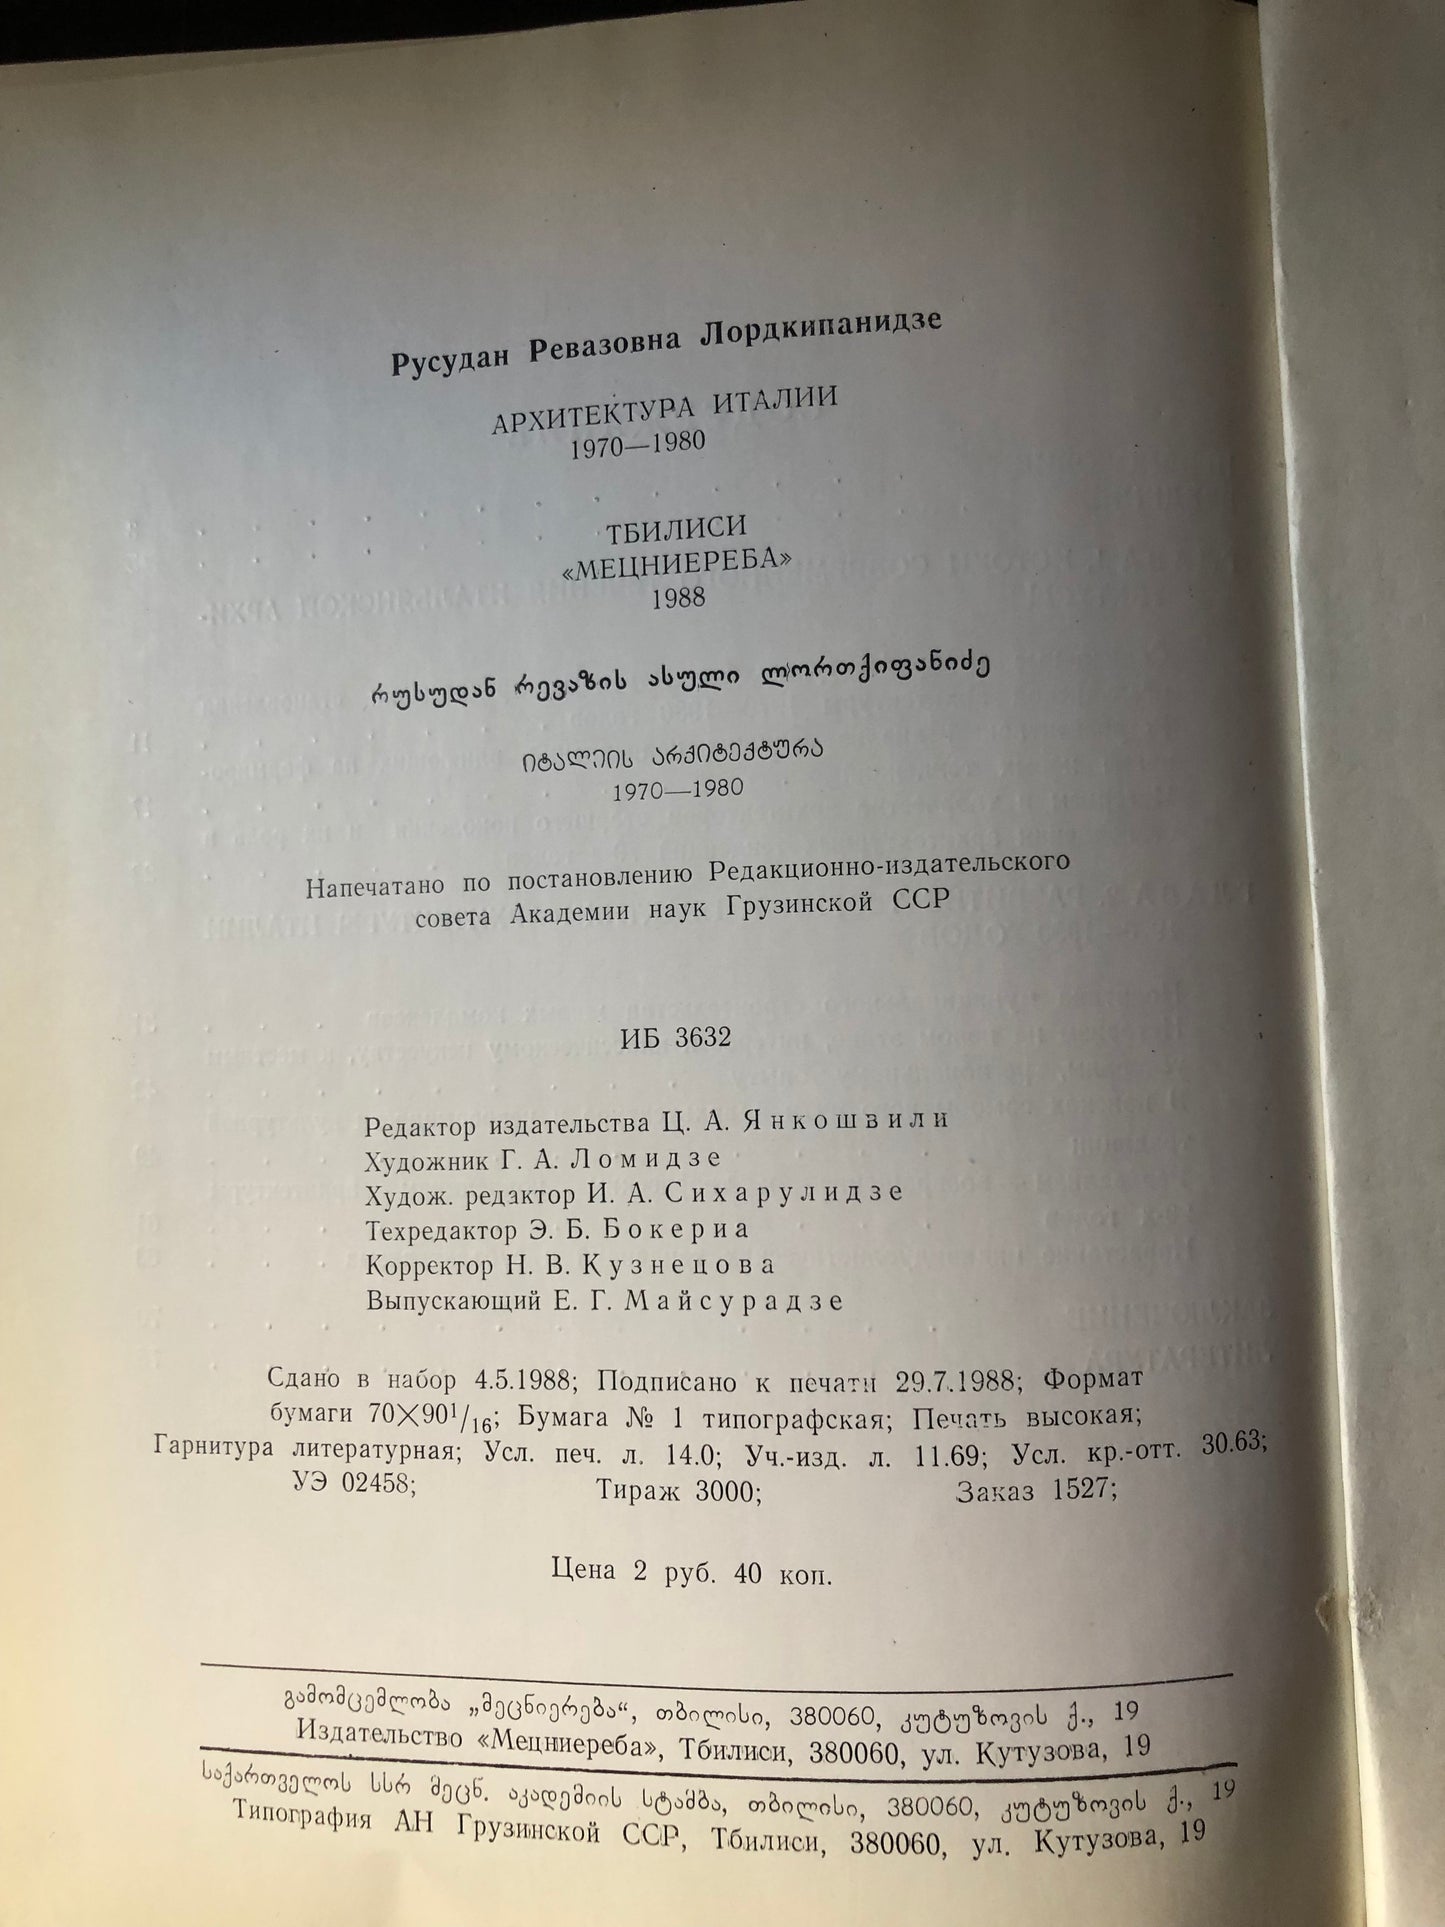 Русудан Ревазовна Лордкипанидзе
АРХИТЕКТУРА ИТАЛИИ
1970—1980
ТБИЛИСИ
«МЕЦНИЕРЕБА»
1988
რუსუდან რევაზის ასული ლორთქიფანიძე
იტალიის არქიტექტურა
1970—1980
Напечатано по постановлению Редакционно-издательского
совета Академии наук Грузинской ССР
ИБ 3632
Редактор издательства Ц. А. Янкошвили
Художник Г. А. Ломидзе
Худож. редактор И. А. Сихарулидзе
Техредактор Э. Б. Бокериа
Корректор Н. В. Кузнецова
Выпускающий Е. Г. Майсурадзе
Сдано в набор 4.5.1988; Подписано к печати 29.7.1988; Формат
бумаги 70×90¹/₁₆; Бумага № 1 типографская; Печать высокая;
Гарнитура литературная; Усл. печ. л. 14.0; Уч.-изд. л. 11.69; Усл. кр.-отт. 30.63;
УЭ 02458; Тираж 3000; Заказ 1527;
Цена 2 руб. 40 коп.
გამომცემლობა „მეცნიერება“, თბილისი, 380060, კუტუზოვის ქ., 19
Издательство «Мецниереба», Тбилиси, 380060, ул. Кутузова, 19
საქართველოს სსრ მეცნ. აკადემიის სტამბა, თბილისი, 380060, კუტუზოვის ქ., 19
Типография АН Грузинской ССР, Тбилиси, 380060, ул. Кутузова, 19